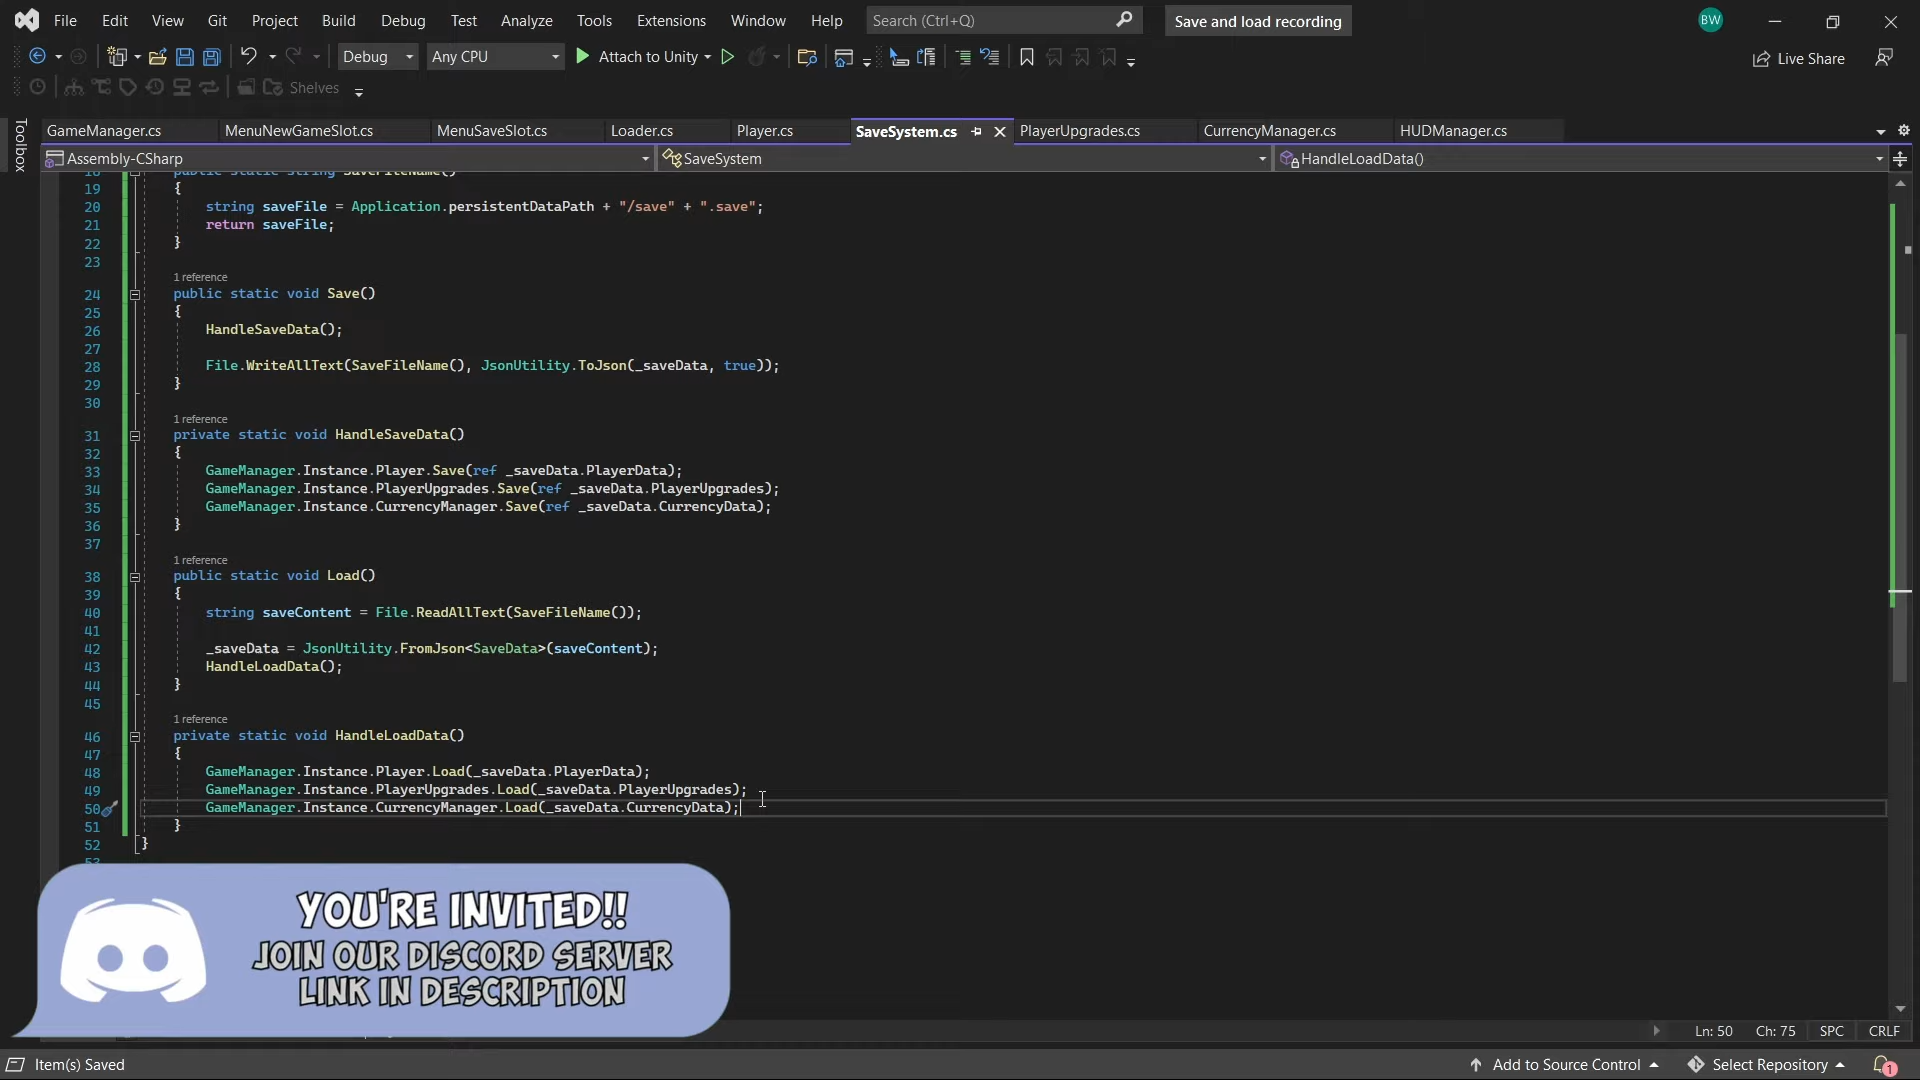 File Edit View Git Project Build Debug Test Analyze Tools Extensions Window Help Search (Ctrl+Q) Save and load recording BW
Debug Any CPU Attach to Unity Live Share
Shelves
Toolbox
GameManager.cs MenuNewGameSlot.cs MenuSaveSlot.cs Loader.cs Player.cs SaveSystem.cs PlayerUpgrades.cs CurrencyManager.cs HUDManager.cs
Assembly-CSharp SaveSystem HandleLoadData()
18 public static string SaveFileName()
19 {
20 string saveFile = Application.persistentDataPath + "/save" + ".save";
21 return saveFile;
22 }
23
1 reference
24 public static void Save()
25 {
26 HandleSaveData();
27
28 File.WriteAllText(SaveFileName(), JsonUtility.ToJson(_saveData, true));
29 }
30
1 reference
31 private static void HandleSaveData()
32 {
33 GameManager.Instance.Player.Save(ref _saveData.PlayerData);
34 GameManager.Instance.PlayerUpgrades.Save(ref _saveData.PlayerUpgrades);
35 GameManager.Instance.CurrencyManager.Save(ref _saveData.CurrencyData);
36 }
37
1 reference
38 public static void Load()
39 {
40 string saveContent = File.ReadAllText(SaveFileName());
41
42 _saveData = JsonUtility.FromJson<SaveData>(saveContent);
43 HandleLoadData();
44 }
45
1 reference
46 private static void HandleLoadData()
47 {
48 GameManager.Instance.Player.Load(_saveData.PlayerData);
49 GameManager.Instance.PlayerUpgrades.Load(_saveData.PlayerUpgrades);
50 GameManager.Instance.CurrencyManager.Load(_saveData.CurrencyData);
51 }
52 }
53
YOU'RE INVITED!!
JOIN OUR DISCORD SERVER
LINK IN DESCRIPTION
Ln: 50 Ch: 75 SPC CRLF
Item(s) Saved Add to Source Control Select Repository 1